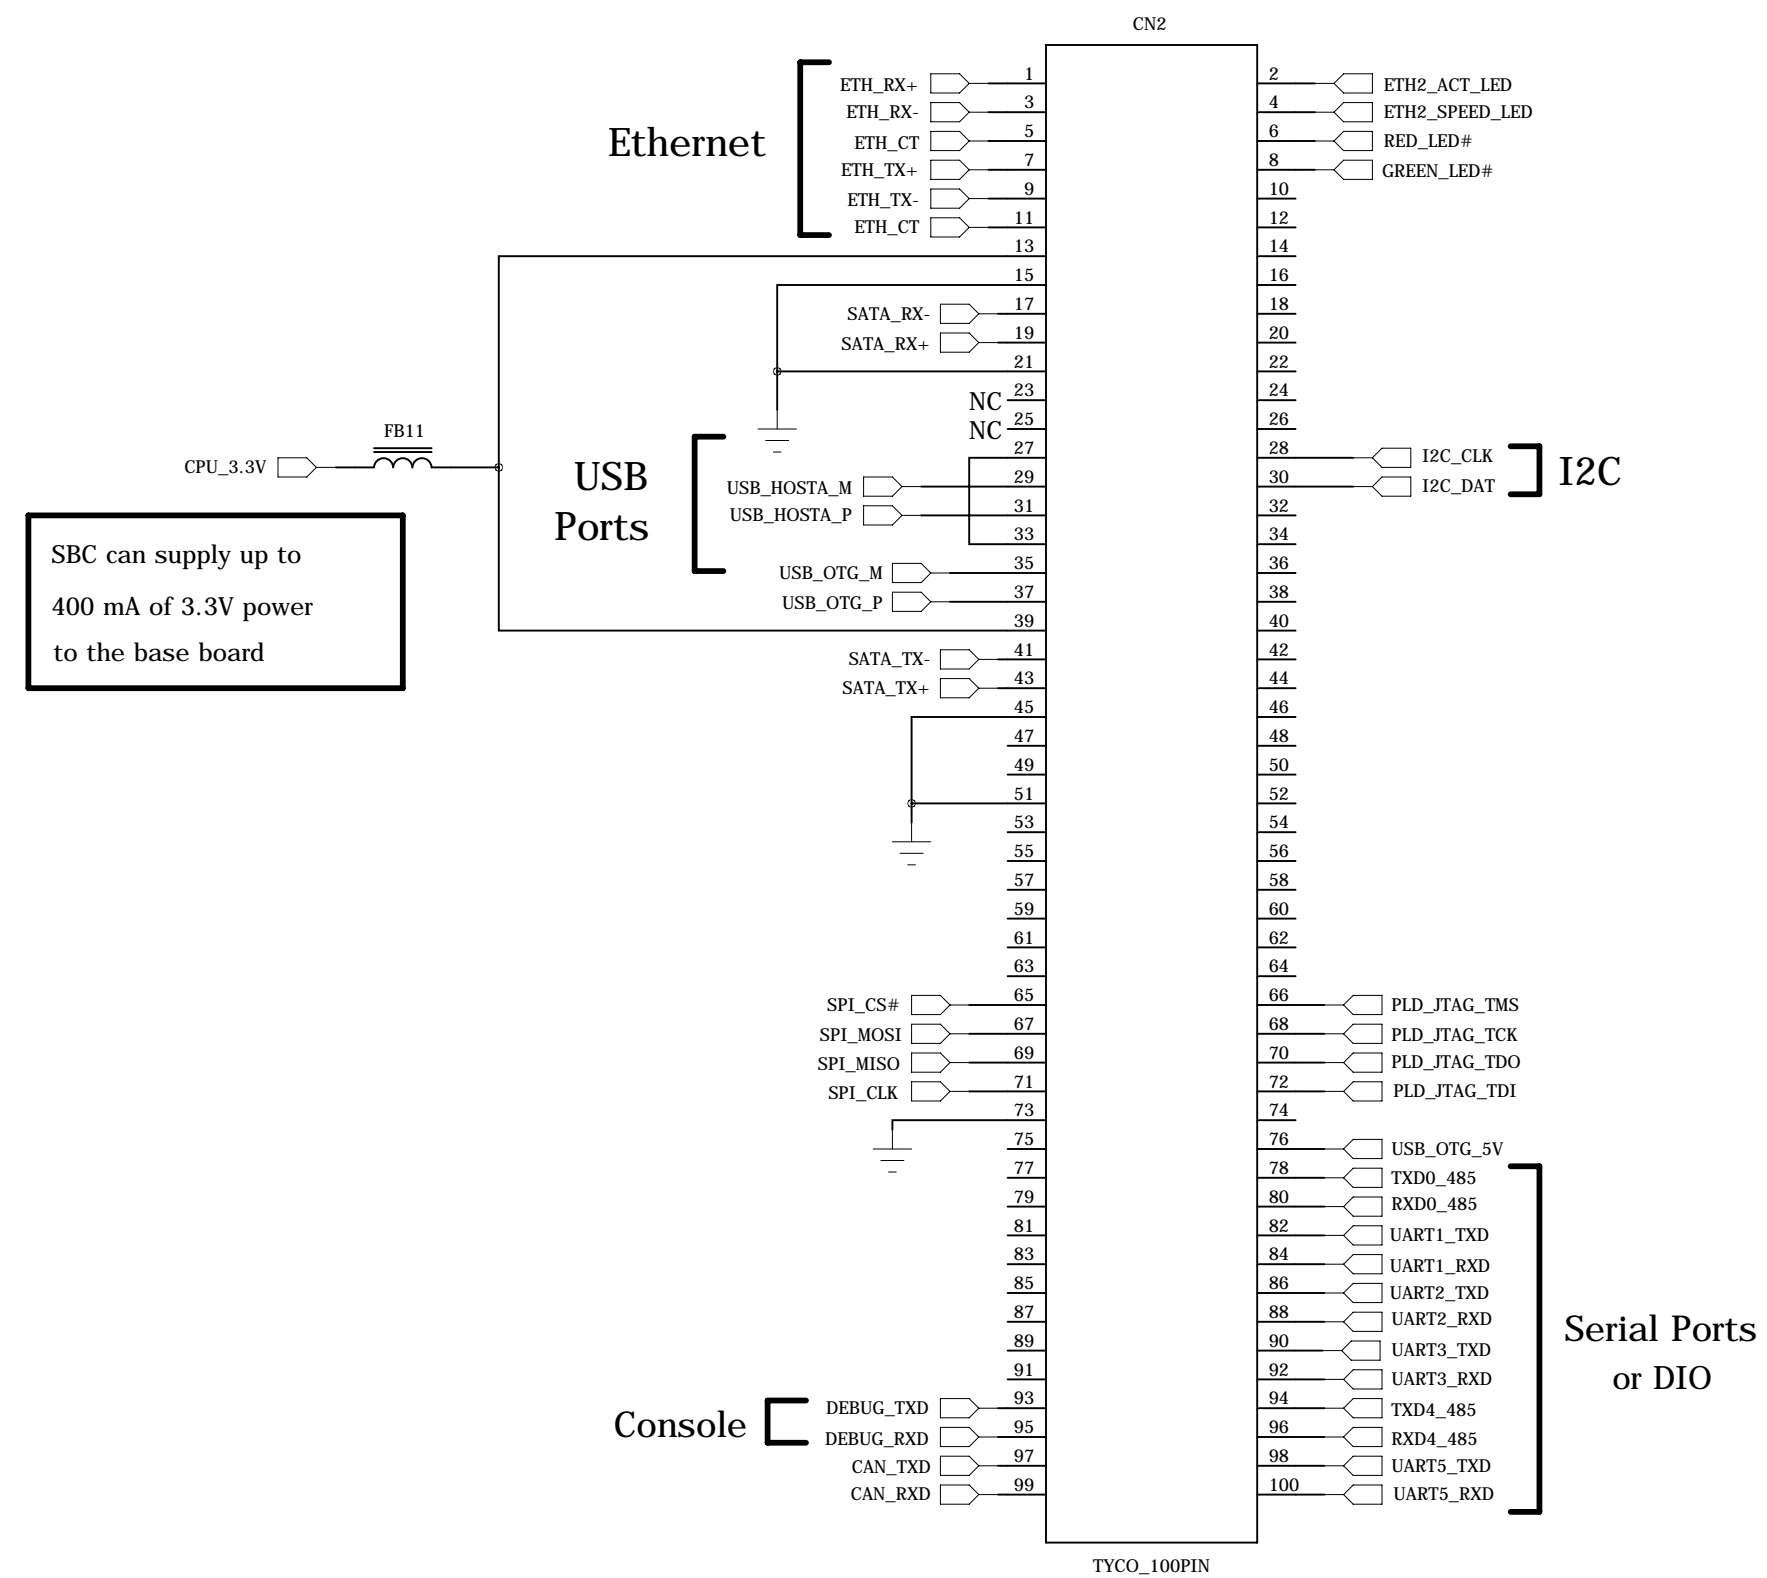 CN2
Ethernet
ETH_RX+ 1
ETH_RX- 3
ETH_CT 5
ETH_TX+ 7
ETH_TX- 9
ETH_CT 11
13
15
SATA_RX- 17
SATA_RX+ 19
21
NC 23
NC 25
27
USB_HOSTA_M 29
USB_HOSTA_P 31
33
USB_OTG_M 35
USB_OTG_P 37
39
USB
Ports
FB11
CPU_3.3V
SBC can supply up to
400 mA of 3.3V power
to the base board
SATA_TX- 41
SATA_TX+ 43
45
47
49
51
53
55
57
59
61
63
SPI_CS# 65
SPI_MOSI 67
SPI_MISO 69
SPI_CLK 71
73
75
77
79
81
83
85
87
89
91
Console
DEBUG_TXD 93
DEBUG_RXD 95
CAN_TXD 97
CAN_RXD 99
2 ETH2_ACT_LED
4 ETH2_SPEED_LED
6 RED_LED#
8 GREEN_LED#
10
12
14
16
18
20
22
24
26
28 I2C_CLK
30 I2C_DAT
I2C
32
34
36
38
40
42
44
46
48
50
52
54
56
58
60
62
64
66 PLD_JTAG_TMS
68 PLD_JTAG_TCK
70 PLD_JTAG_TDO
72 PLD_JTAG_TDI
74
76 USB_OTG_5V
78 TXD0_485
80 RXD0_485
82 UART1_TXD
84 UART1_RXD
86 UART2_TXD
88 UART2_RXD
90 UART3_TXD
92 UART3_RXD
94 TXD4_485
96 RXD4_485
98 UART5_TXD
100 UART5_RXD
Serial Ports
or DIO
TYCO_100PIN